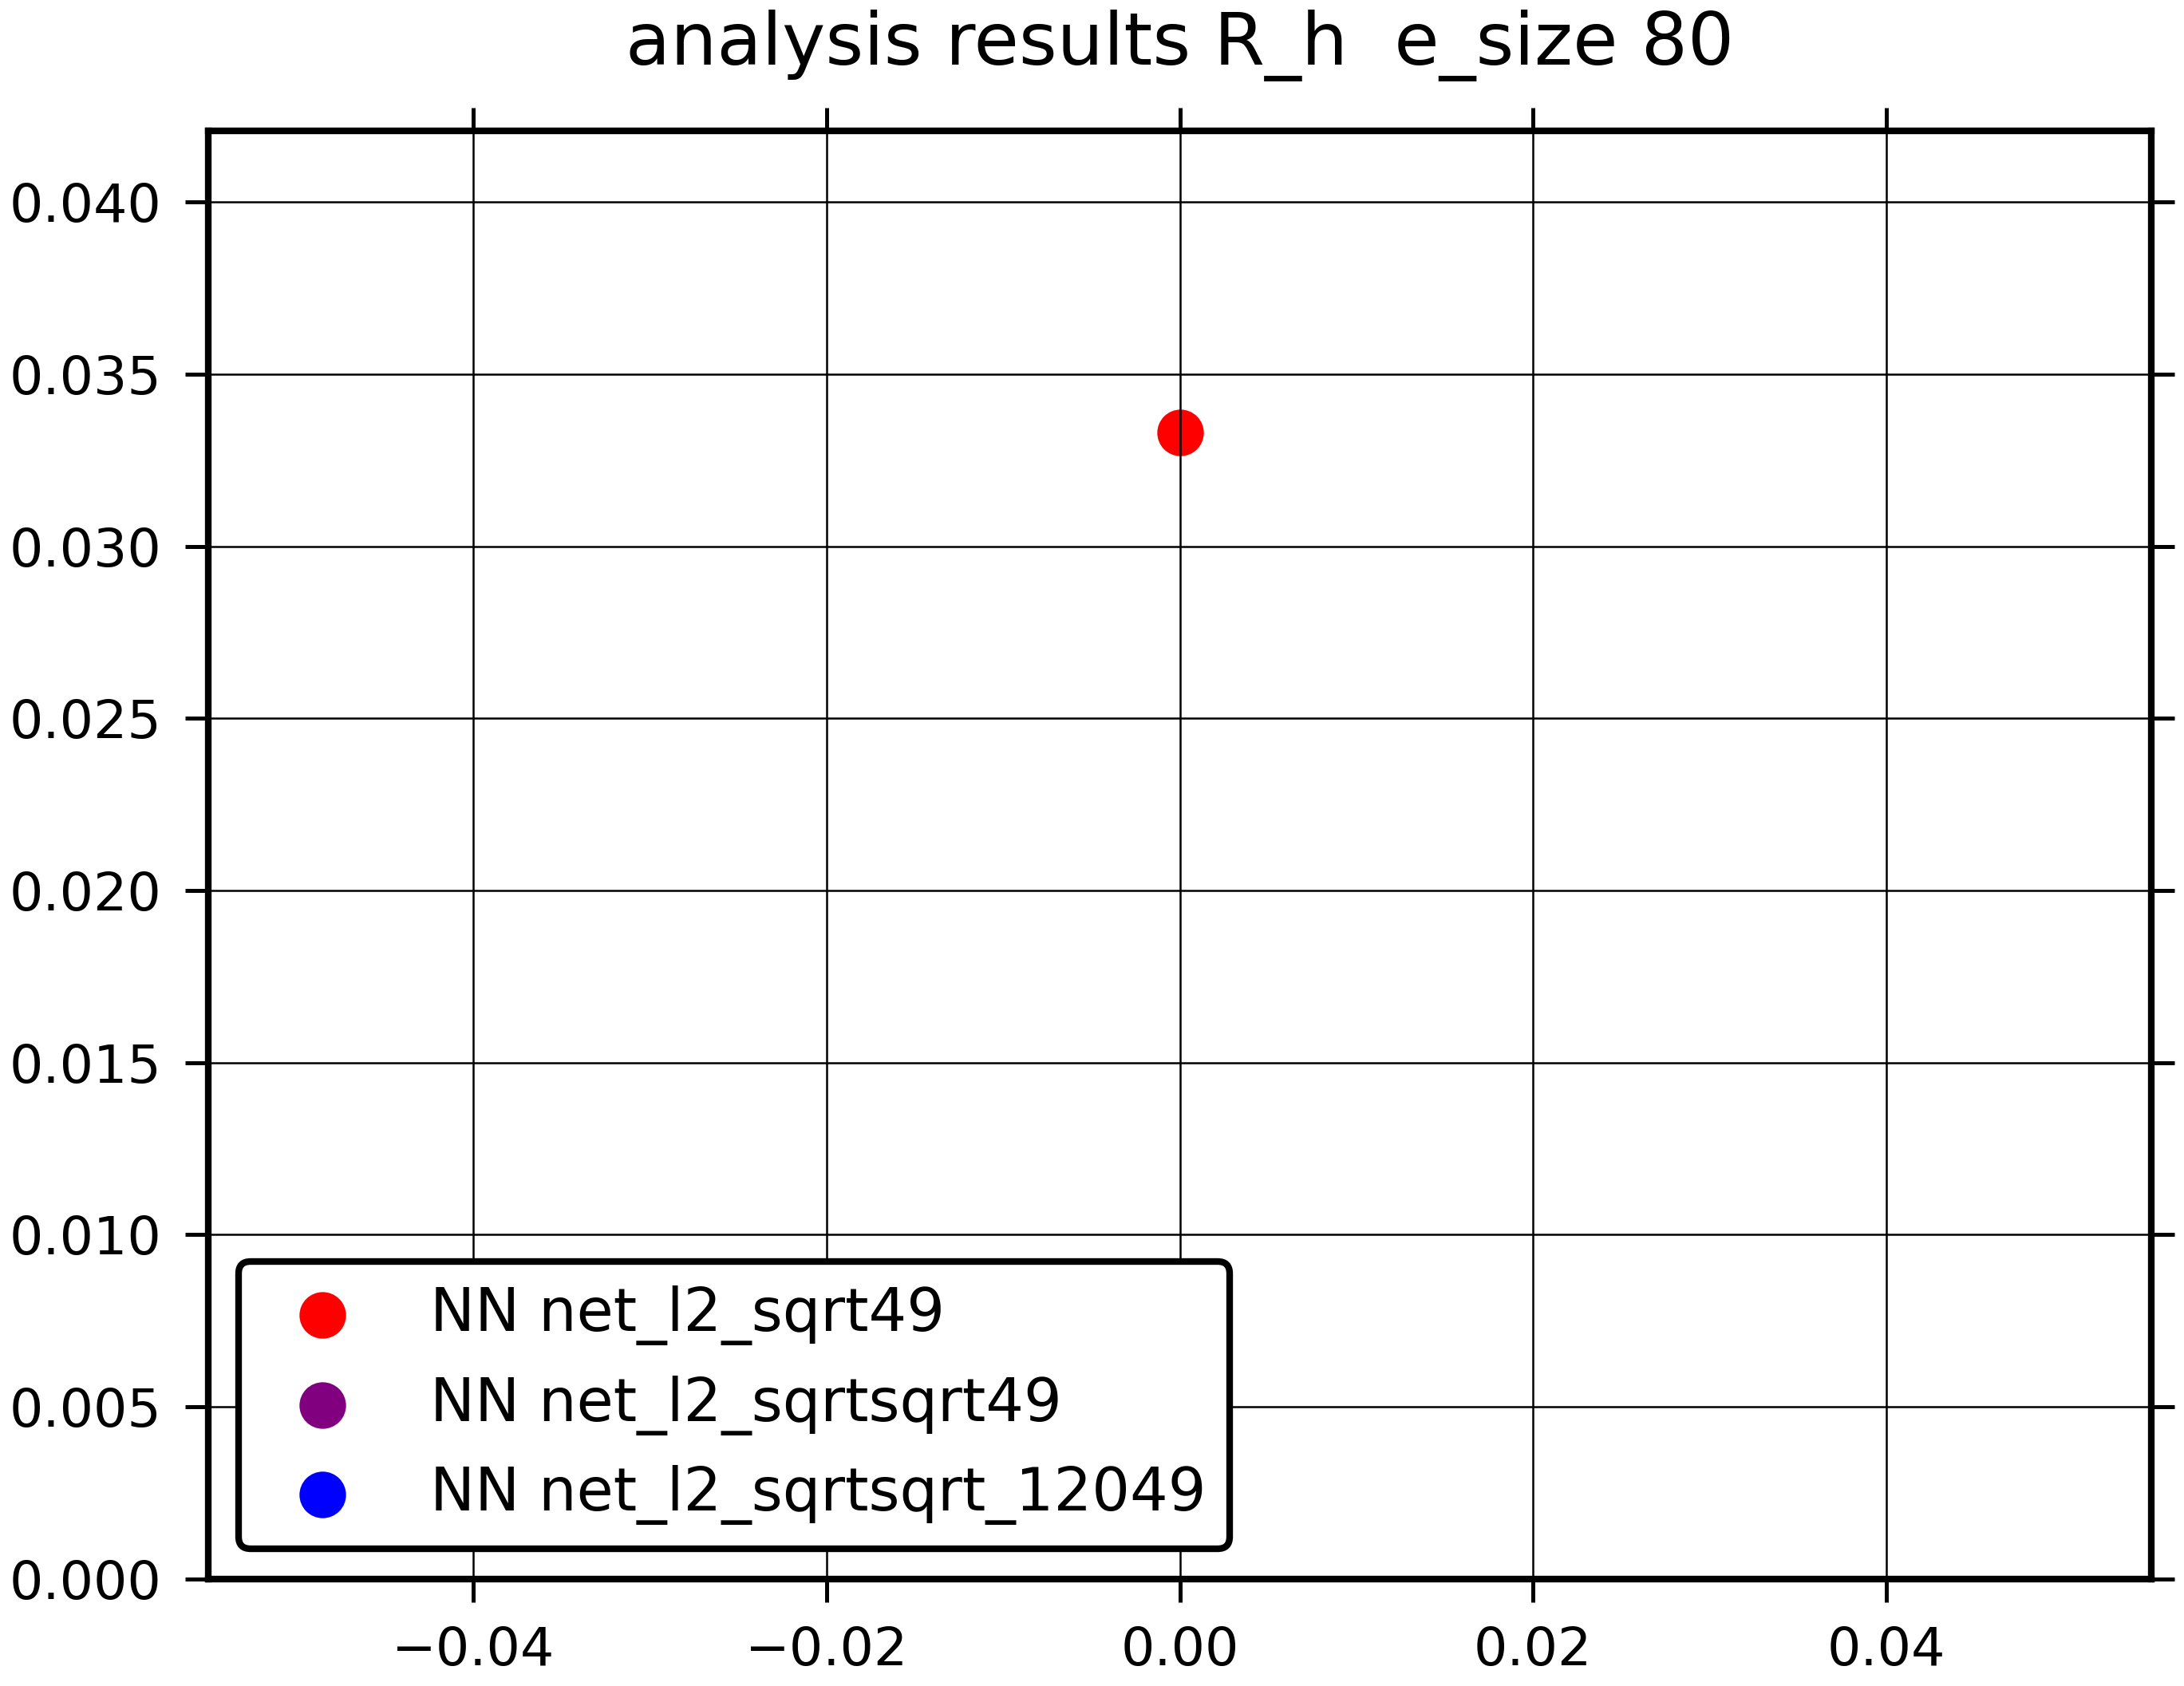 analysis results R_h  e_size 80
0.040
0.035
0.030
0.025
0.020
0.015
0.010
0.005
0.000
NN net_l2_sqrt49
NN net_l2_sqrtsqrt49
NN net_l2_sqrtsqrt_12049
−0.04 −0.02 0.00 0.02 0.04